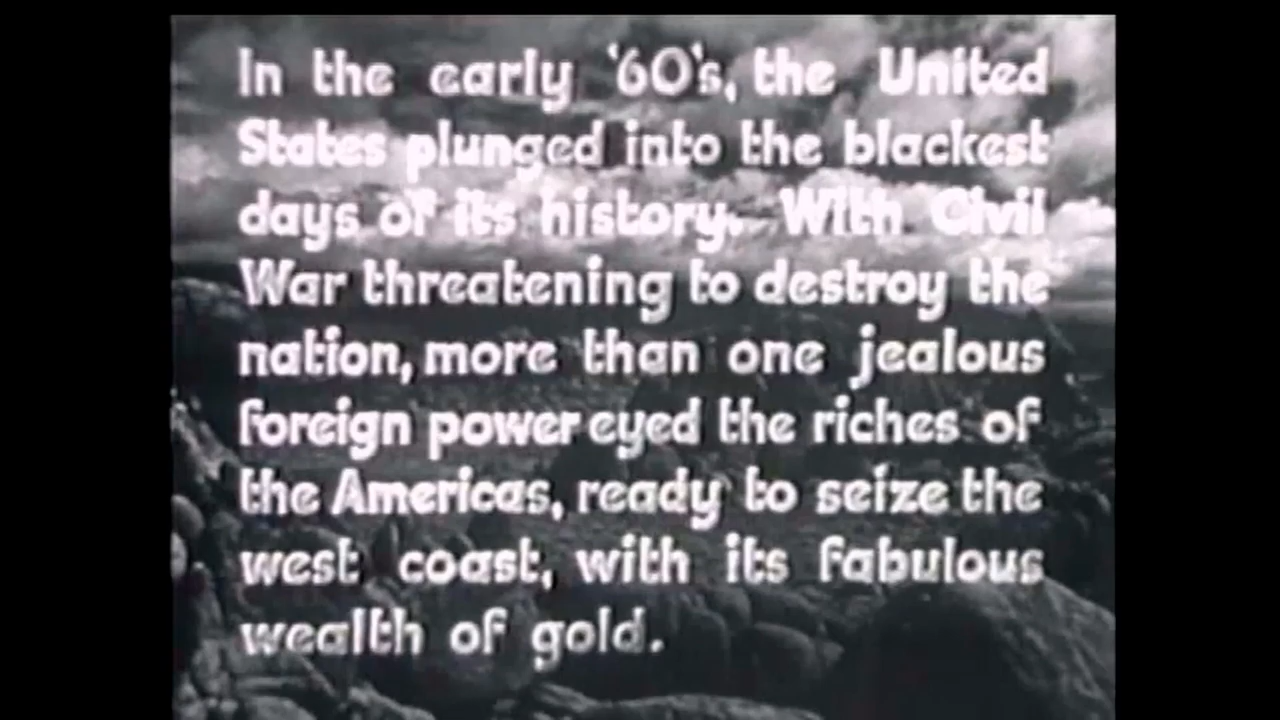 In the early '60's, the United
States plunged into the blackest
days of its history. With Civil
War threatening to destroy the
nation, more than one jealous
foreign power eyed the riches of
the Americas, ready to seize the
west coast, with its fabulous
wealth of gold.